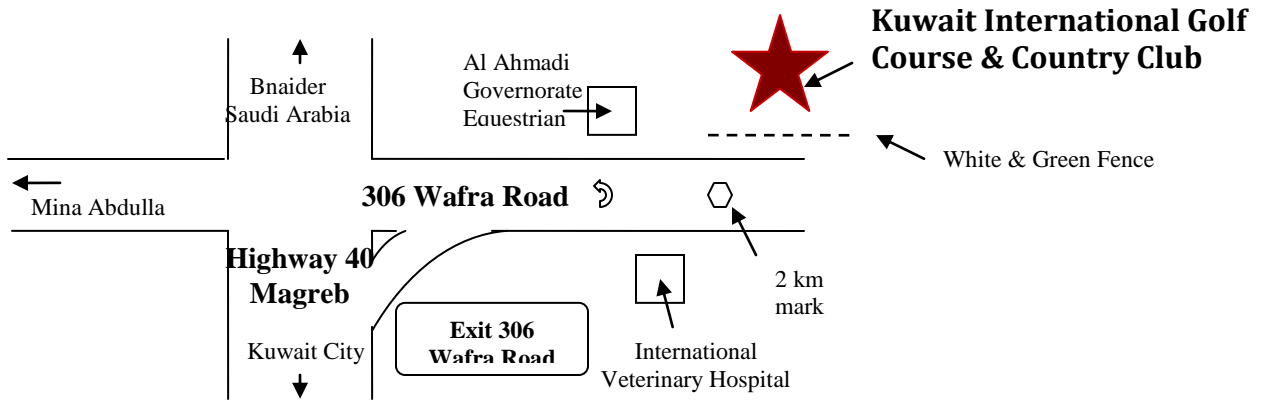 Kuwait International Golf
Course & Country Club
Al Ahmadi
Governorate
Equestrian
Bnaider
Saudi Arabia
White & Green Fence
306 Wafra Road
Mina Abdulla
Highway 40
Magreb
2 km
mark
Exit 306
Wafra Road
Kuwait City
International
Veterinary Hospital